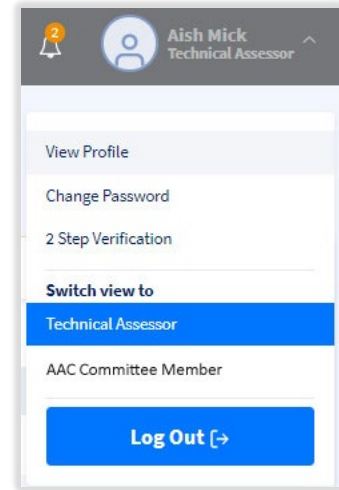 2
Aish Mick
Technical Assessor
View Profile
Change Password
2 Step Verification
Switch view to
Technical Assessor
AAC Committee Member
Log Out